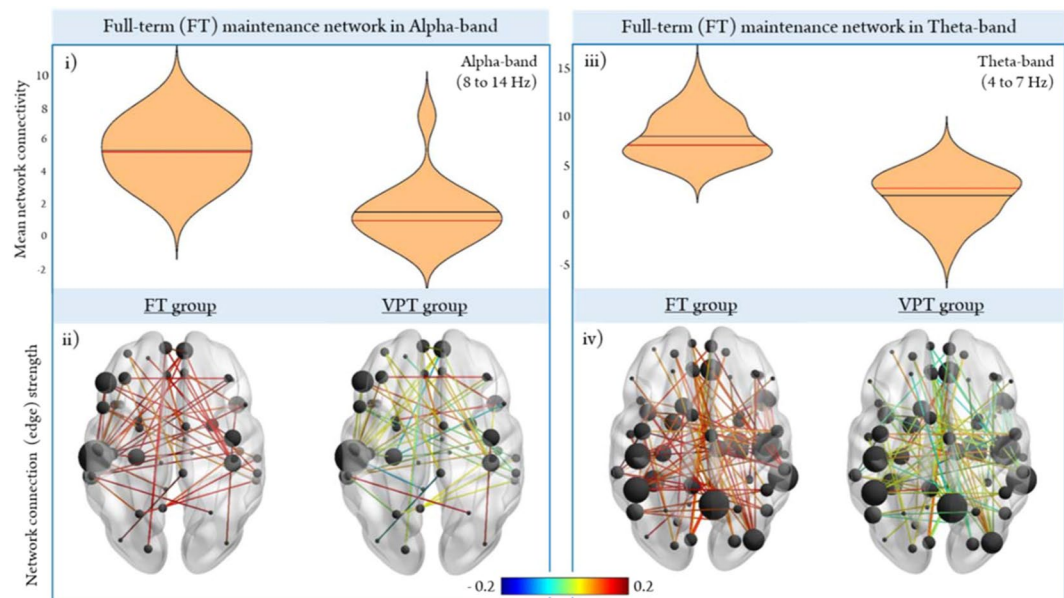 Full-term (FT) maintenance network in Alpha-band
Full-term (FT) maintenance network in Theta-band
i)
Alpha-band
(8 to 14 Hz)
iii)
Theta-band
(4 to 7 Hz)
Mean network connectivity
10
8
6
4
2
0
-2
15
10
5
0
-5
FT group
VPT group
FT group
VPT group
ii)
iv)
Network connection (edge) strength
- 0.2
0.2